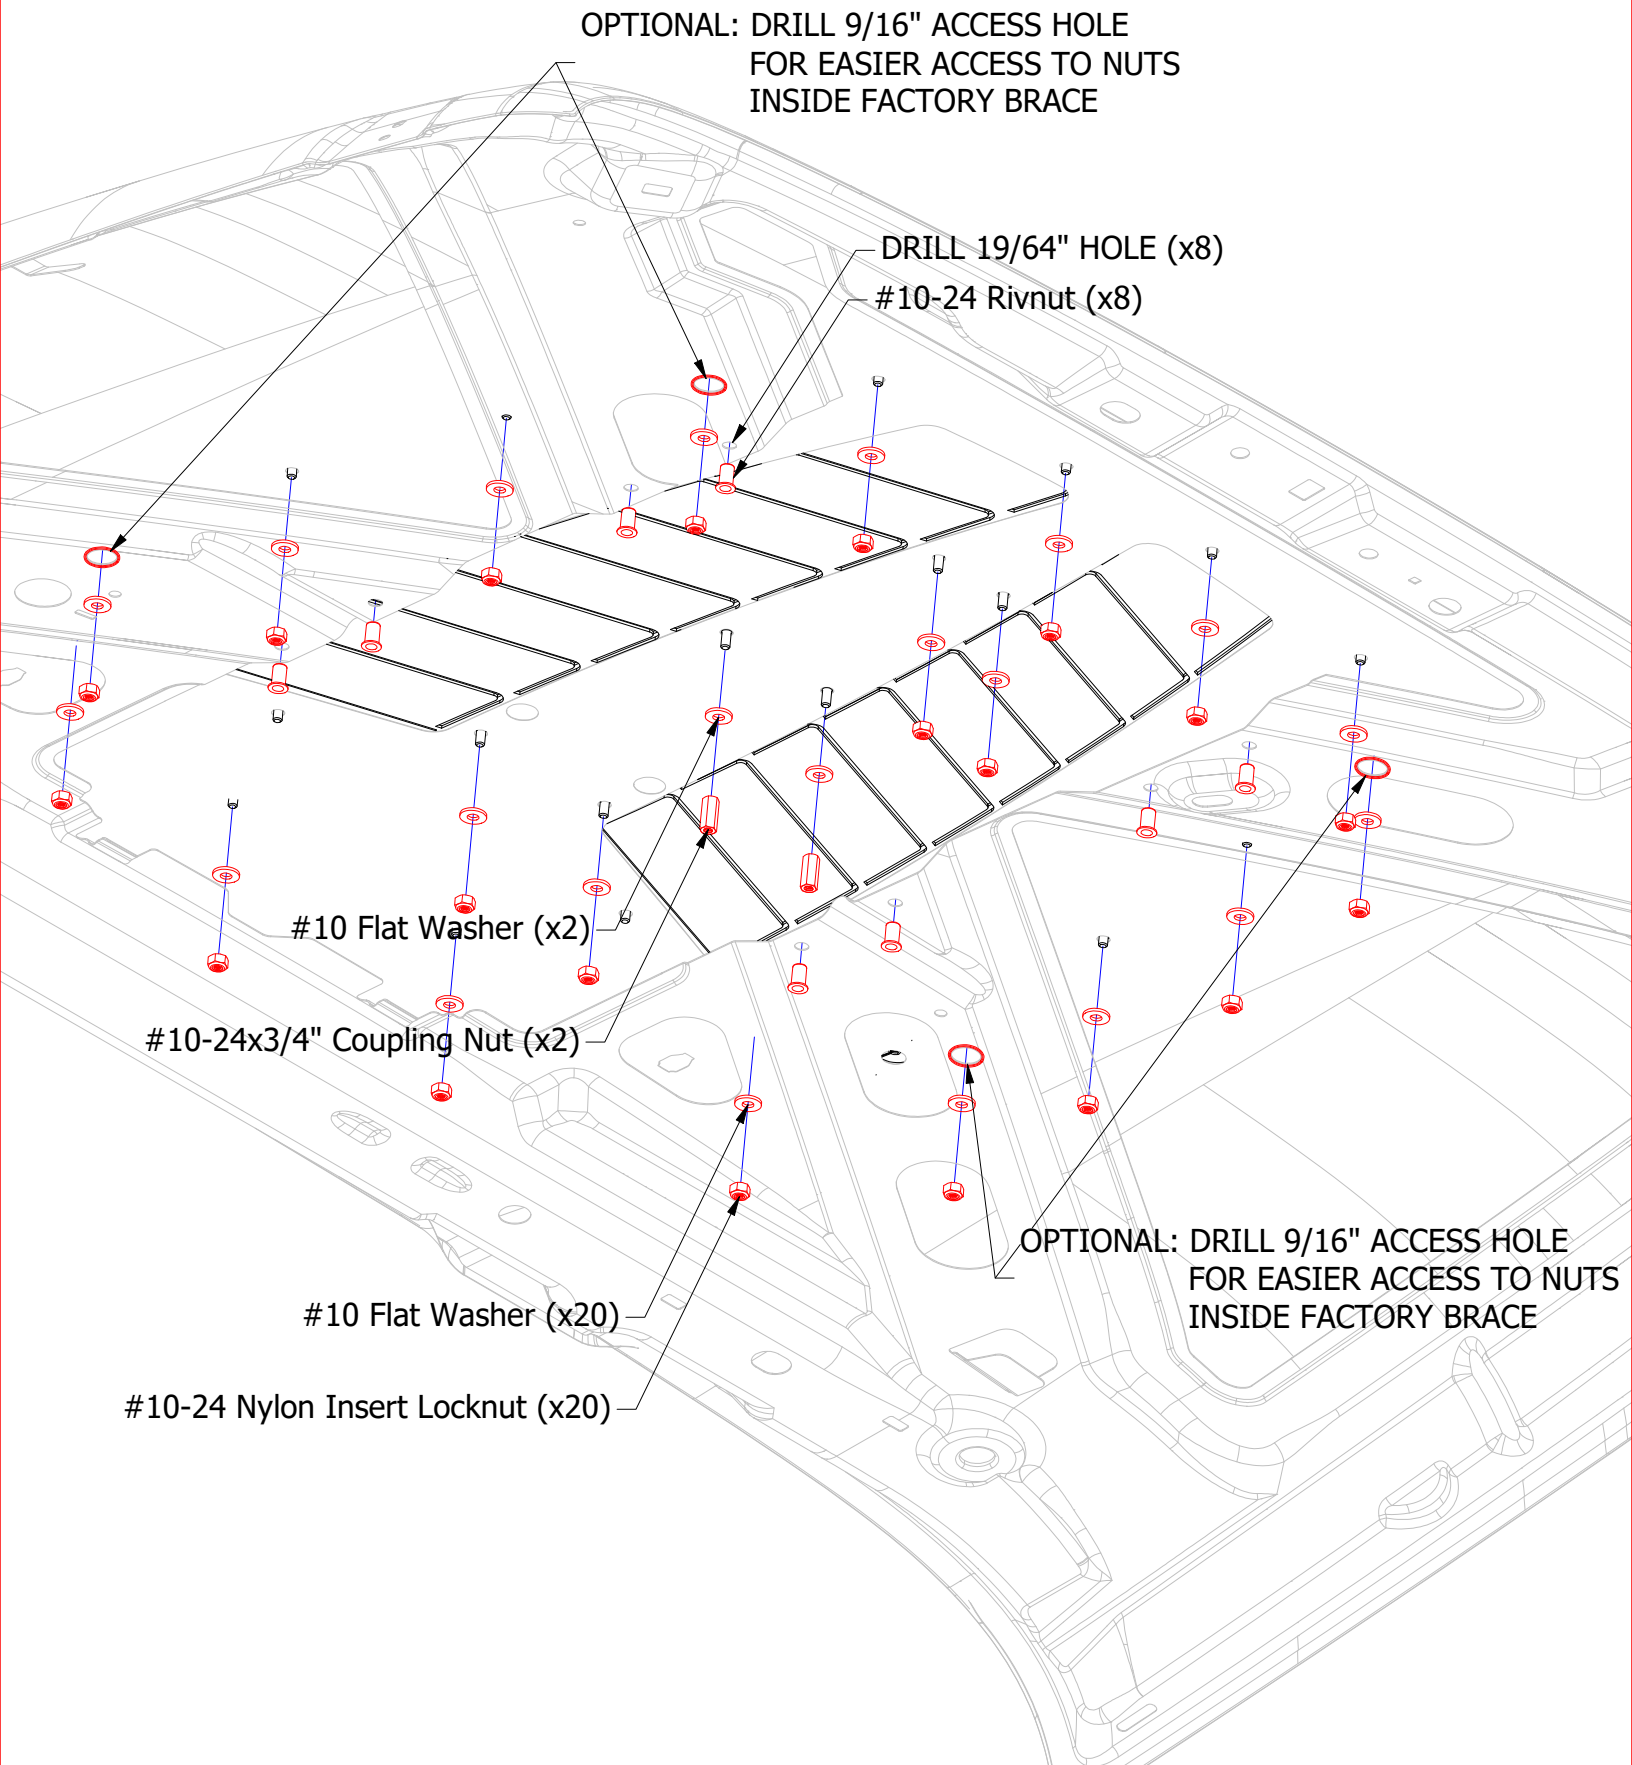 OPTIONAL: DRILL 9/16" ACCESS HOLE
FOR EASIER ACCESS TO NUTS
INSIDE FACTORY BRACE
DRILL 19/64" HOLE (x8)
#10-24 Rivnut (x8)
#10 Flat Washer (x2)
#10-24x3/4" Coupling Nut (x2)
OPTIONAL: DRILL 9/16" ACCESS HOLE
FOR EASIER ACCESS TO NUTS
INSIDE FACTORY BRACE
#10 Flat Washer (x20)
#10-24 Nylon Insert Locknut (x20)